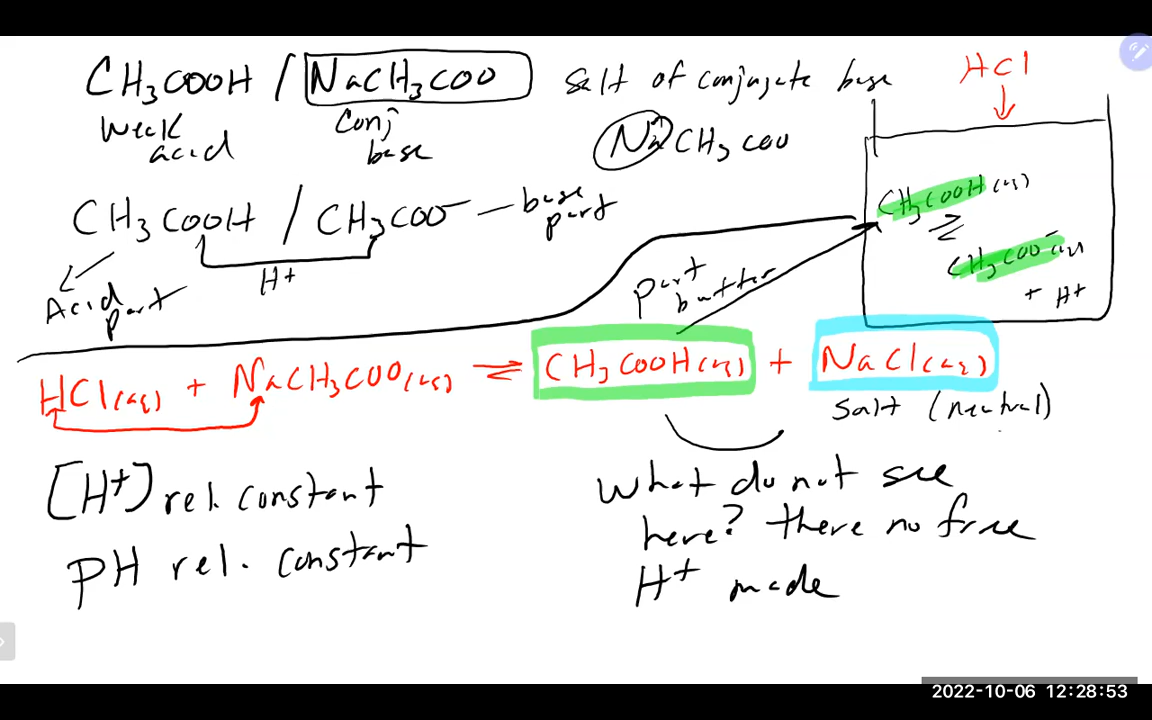 CH3COOH / NaCH3COO salt of conjugate base
HCl
Weak acid
Conj base
Na+ CH3COO
CH3COOH / CH3COO- — base part
H+
Acid part
CH3COOH(aq)
⇌
CH3COO-(aq)
+ H+
part buffer
HCl(aq) + NaCH3COO(aq) ⇌ CH3COOH(aq) + NaCl(aq)
salt (neutral)
[H+] rel. constant
pH rel. constant
What do not see
here? there no free
H+ made
2022-10-06 12:28:53